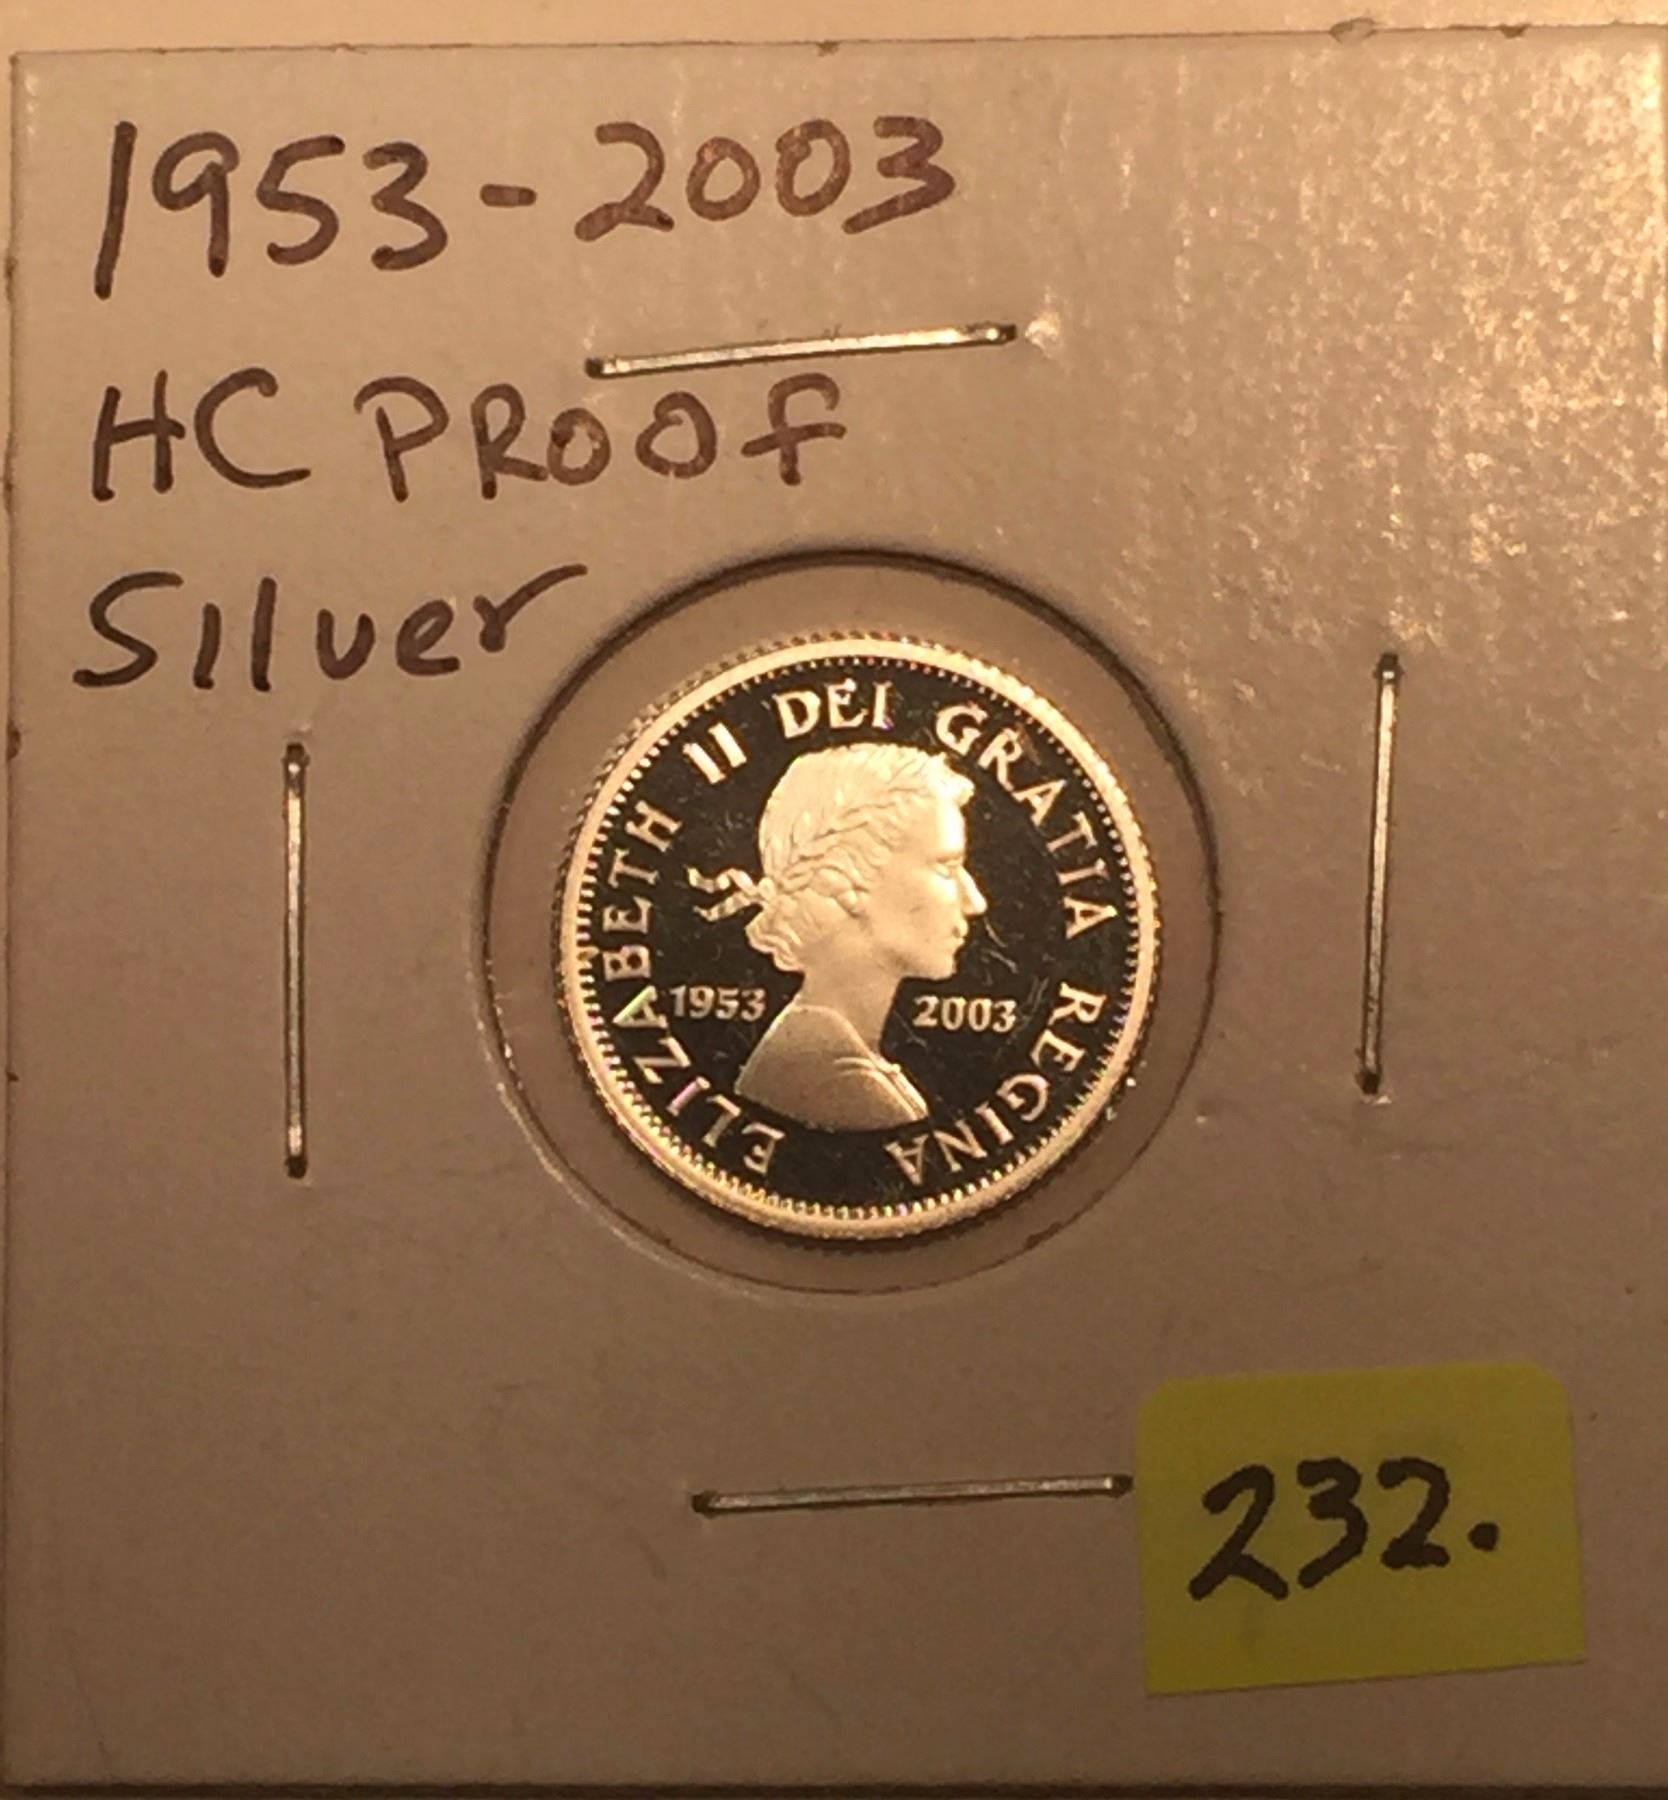 1953-2003
HC PROOF
Silver
ELIZABETH II DEI GRATIA REGINA
1953 2003
232.